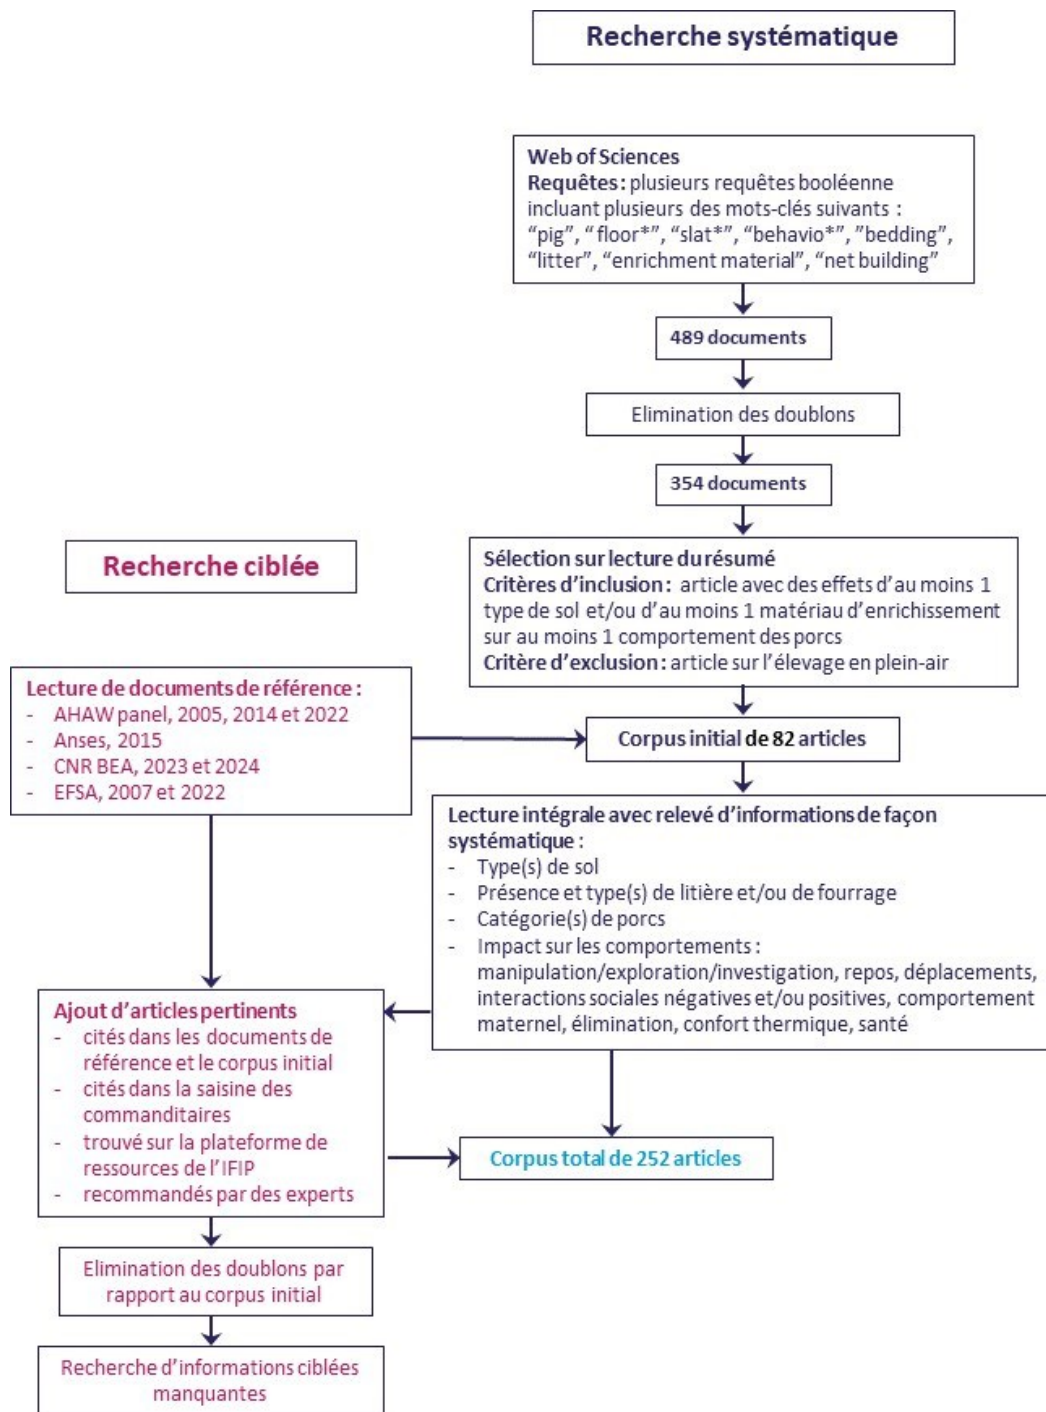 Recherche systématique
Web of Sciences
Requêtes : plusieurs requêtes booléenne
incluant plusieurs des mots-clés suivants :
“pig”, “floor*”, “slat*”, “behavio*”, ”bedding”,
“litter”, “enrichment material”, “net building”
489 documents
Elimination des doublons
354 documents
Sélection sur lecture du résumé
Critères d’inclusion : article avec des effets d’au moins 1
type de sol et/ou d’au moins 1 matériau d’enrichissement
sur au moins 1 comportement des porcs
Critère d’exclusion : article sur l’élevage en plein-air
Recherche ciblée
Lecture de documents de référence :
- AHAW panel, 2005, 2014 et 2022
- Anses, 2015
- CNR BEA, 2023 et 2024
- EFSA, 2007 et 2022
Corpus initial de 82 articles
Lecture intégrale avec relevé d’informations de façon
systématique :
- Type(s) de sol
- Présence et type(s) de litière et/ou de fourrage
- Catégorie(s) de porcs
- Impact sur les comportements :
manipulation/exploration/investigation, repos, déplacements,
interactions sociales négatives et/ou positives, comportement
maternel, élimination, confort thermique, santé
Ajout d’articles pertinents
- cités dans les documents de
référence et le corpus initial
- cités dans la saisine des
commanditaires
- trouvé sur la plateforme de
ressources de l’IFIP
- recommandés par des experts
Corpus total de 252 articles
Elimination des doublons par
rapport au corpus initial
Recherche d’informations ciblées
manquantes